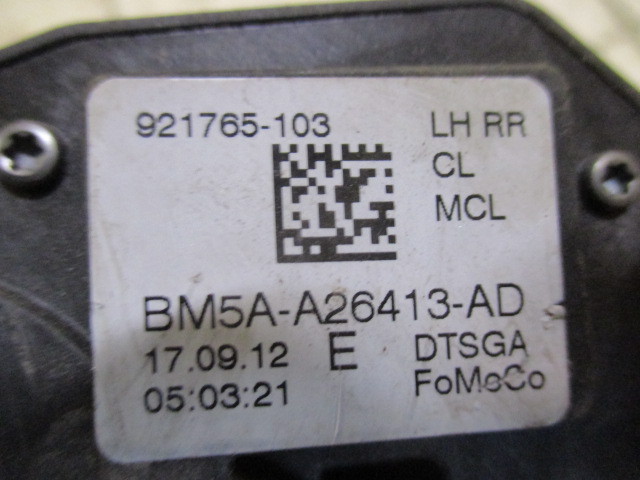 921765-103 LH RR
CL
MCL
BM5A-A26413-AD
17.09.12 E DTSGA
05:03:21 FoMoCo